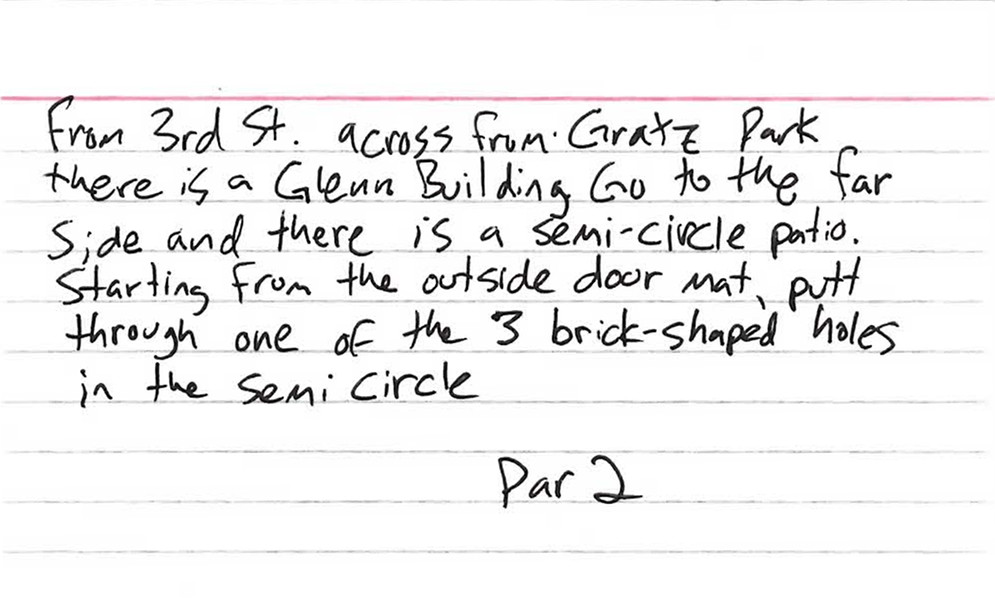 From 3rd St. across from Gratz Park
there is a Glenn Building Go to the far
Side and there is a semi-circle patio.
Starting from the outside door mat, putt
through one of the 3 brick-shaped holes
in the semi circle
Par 2